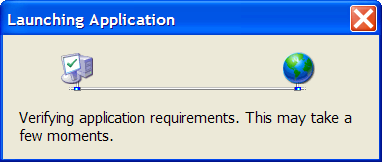 Launching Application
Verifying application requirements. This may take a
few moments.